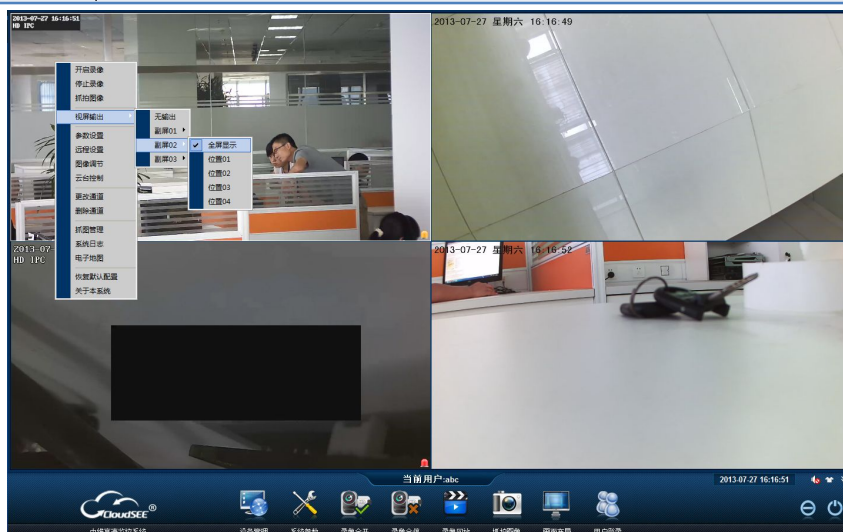 2013-07-27 16:16:51
HD IPC
2013-07-27 星期六 16:16:49
开启录像
停止录像
抓拍图像
视屏输出
参数设置
远程设置
图像调节
云台控制
更改通道
删除通道
抓图管理
系统日志
电子地图
恢复默认配置
关于本系统
无输出
副屏01
副屏02
副屏03
全屏显示
位置01
位置02
位置03
位置04
2013-07-
HD IPC
2013-07-27 星期六 16:16:52
当前用户:abc
2013-07-27 16:16:51
CloudSEE®